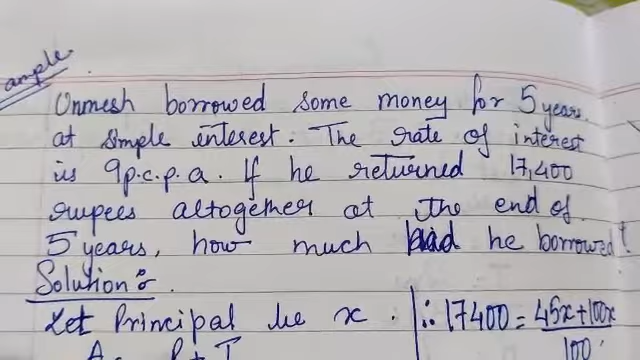 ample
Unmesh borrowed some money for 5 years.
at simple interest. The rate of interest
is 9 p.c.p.a. If he returned 17,400
rupees altogether at the end of
5 years, how much had he borrowed!
Solution:
Let Principal be x.
A = P + I
∴ 17400 = 45x + 100x
100